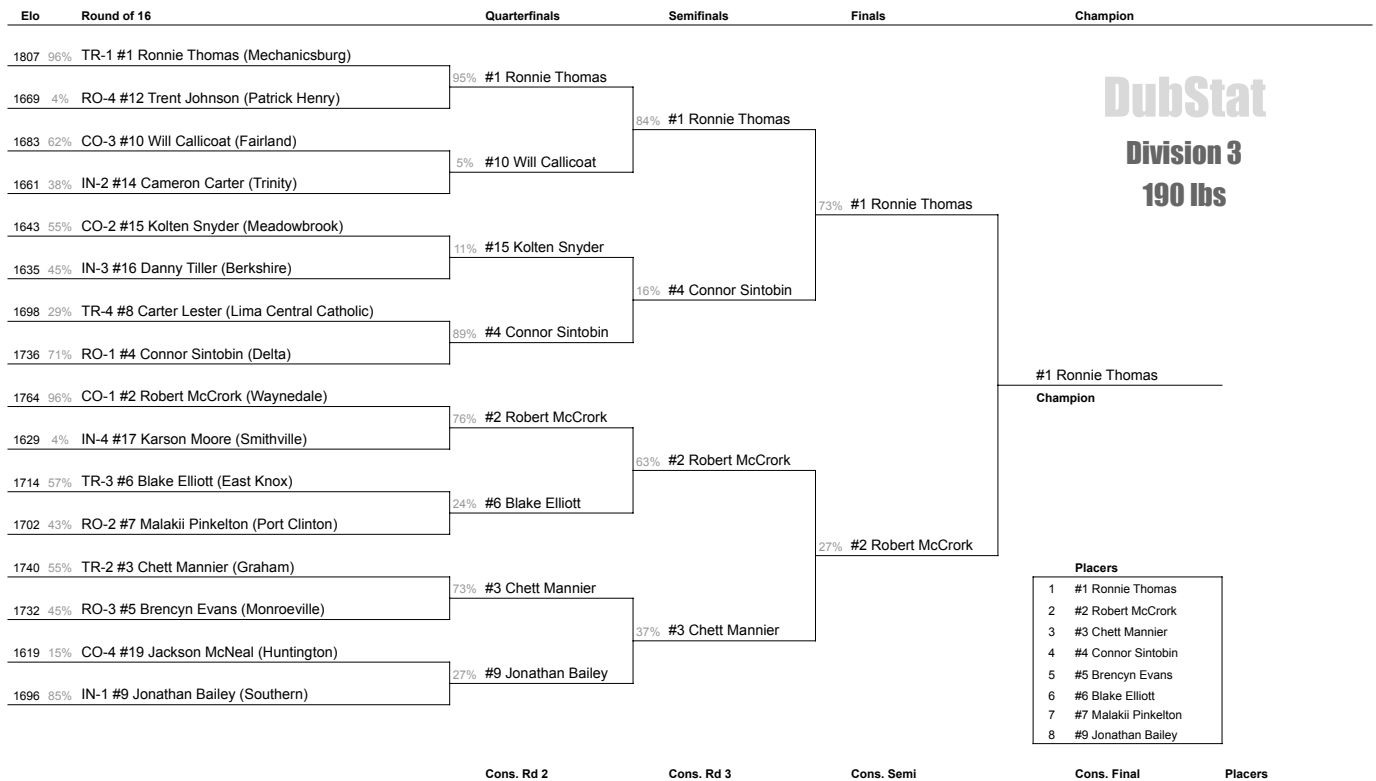 Elo Round of 16 Quarterfinals Semifinals Finals Champion
1807 96% TR-1 #1 Ronnie Thomas (Mechanicsburg)
95% #1 Ronnie Thomas
1669 4% RO-4 #12 Trent Johnson (Patrick Henry)
84% #1 Ronnie Thomas
1683 62% CO-3 #10 Will Callicoat (Fairland)
5% #10 Will Callicoat
1661 38% IN-2 #14 Cameron Carter (Trinity)
73% #1 Ronnie Thomas
1643 55% CO-2 #15 Kolten Snyder (Meadowbrook)
11% #15 Kolten Snyder
1635 45% IN-3 #16 Danny Tiller (Berkshire)
16% #4 Connor Sintobin
1698 29% TR-4 #8 Carter Lester (Lima Central Catholic)
89% #4 Connor Sintobin
1736 71% RO-1 #4 Connor Sintobin (Delta)
#1 Ronnie Thomas
Champion
1764 96% CO-1 #2 Robert McCrork (Waynedale)
76% #2 Robert McCrork
1629 4% IN-4 #17 Karson Moore (Smithville)
63% #2 Robert McCrork
1714 57% TR-3 #6 Blake Elliott (East Knox)
24% #6 Blake Elliott
1702 43% RO-2 #7 Malakii Pinkelton (Port Clinton)
27% #2 Robert McCrork
1740 55% TR-2 #3 Chett Mannier (Graham)
73% #3 Chett Mannier
1732 45% RO-3 #5 Brencyn Evans (Monroeville)
37% #3 Chett Mannier
1619 15% CO-4 #19 Jackson McNeal (Huntington)
27% #9 Jonathan Bailey
1696 85% IN-1 #9 Jonathan Bailey (Southern)
DubStat
Division 3
190 lbs
Placers
1 #1 Ronnie Thomas
2 #2 Robert McCrork
3 #3 Chett Mannier
4 #4 Connor Sintobin
5 #5 Brencyn Evans
6 #6 Blake Elliott
7 #7 Malakii Pinkelton
8 #9 Jonathan Bailey
Cons. Rd 2 Cons. Rd 3 Cons. Semi Cons. Final Placers